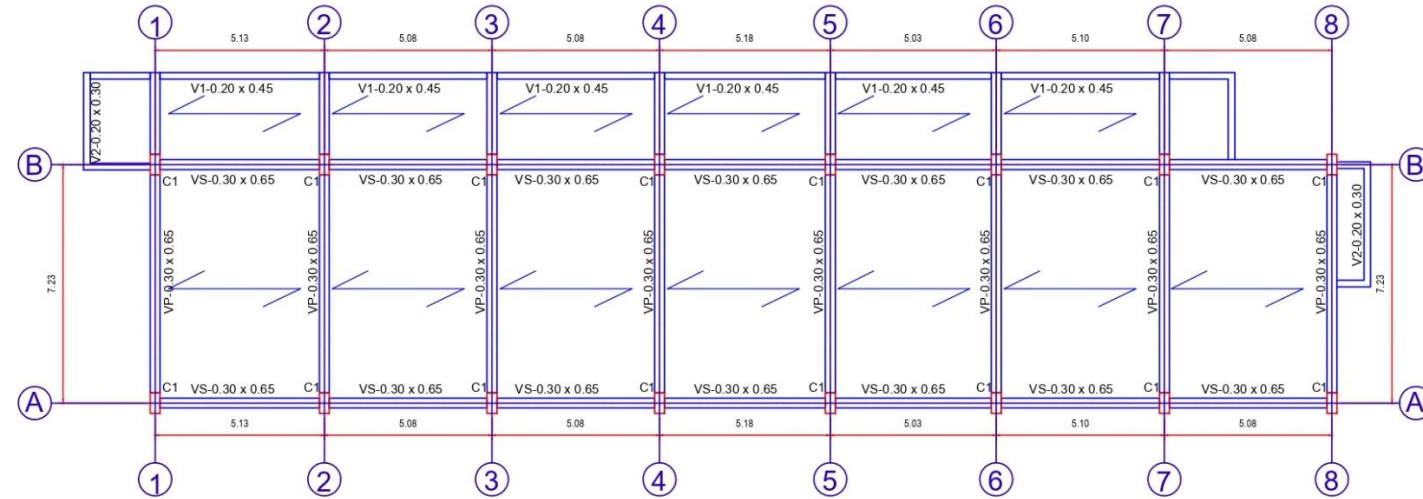 1 2 3 4 5 6 7 8
5.13 5.08 5.08 5.18 5.03 5.10 5.08
V1-0.20 x 0.45 V1-0.20 x 0.45 V1-0.20 x 0.45 V1-0.20 x 0.45 V1-0.20 x 0.45 V1-0.20 x 0.45
V2-0.20 x 0.30
B B
C1 VS-0.30 x 0.65 C1 VS-0.30 x 0.65 C1 VS-0.30 x 0.65 C1 VS-0.30 x 0.65 C1 VS-0.30 x 0.65 C1 VS-0.30 x 0.65 C1 VS-0.30 x 0.65 C1
V2-0.20 x 0.30
7.23 VP-0.30 x 0.65 VP-0.30 x 0.65 VP-0.30 x 0.65 VP-0.30 x 0.65 VP-0.30 x 0.65 VP-0.30 x 0.65 VP-0.30 x 0.65 VP-0.30 x 0.65 7.23
C1 VS-0.30 x 0.65 C1 VS-0.30 x 0.65 C1 VS-0.30 x 0.65 C1 VS-0.30 x 0.65 C1 VS-0.30 x 0.65 C1 VS-0.30 x 0.65 C1 VS-0.30 x 0.65 C1
A A
5.13 5.08 5.08 5.18 5.03 5.10 5.08
1 2 3 4 5 6 7 8